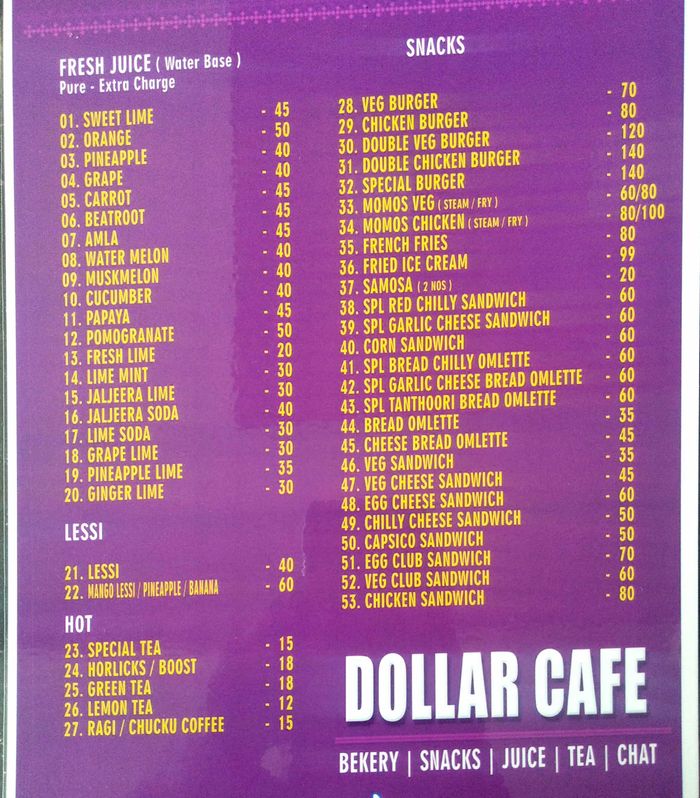 FRESH JUICE ( Water Base )
Pure - Extra Charge
01. SWEET LIME - 45
02. ORANGE - 50
03. PINEAPPLE - 40
04. GRAPE - 40
05. CARROT - 45
06. BEATROOT - 45
07. AMLA - 45
08. WATER MELON - 40
09. MUSKMELON - 40
10. CUCUMBER - 40
11. PAPAYA - 45
12. POMOGRANATE - 50
13. FRESH LIME - 20
14. LIME MINT - 30
15. JALJEERA LIME - 30
16. JALJEERA SODA - 40
17. LIME SODA - 30
18. GRAPE LIME - 30
19. PINEAPPLE LIME - 35
20. GINGER LIME - 30
LESSI
21. LESSI - 40
22. MANGO LESSI / PINEAPPLE / BANANA - 60
HOT
23. SPECIAL TEA - 15
24. HORLICKS / BOOST - 18
25. GREEN TEA - 18
26. LEMON TEA - 12
27. RAGI / CHUCKU COFFEE - 15
SNACKS
28. VEG BURGER - 70
29. CHICKEN BURGER - 80
30. DOUBLE VEG BURGER - 120
31. DOUBLE CHICKEN BURGER - 140
32. SPECIAL BURGER - 140
33. MOMOS VEG ( STEAM / FRY ) - 60/80
34. MOMOS CHICKEN ( STEAM / FRY ) - 80/100
35. FRENCH FRIES - 80
36. FRIED ICE CREAM - 99
37. SAMOSA ( 2 NOS ) - 20
38. SPL RED CHILLY SANDWICH - 60
39. SPL GARLIC CHEESE SANDWICH - 60
40. CORN SANDWICH - 60
41. SPL BREAD CHILLY OMLETTE - 60
42. SPL GARLIC CHEESE BREAD OMLETTE - 60
43. SPL TANTHOORI BREAD OMLETTE - 60
44. BREAD OMLETTE - 35
45. CHEESE BREAD OMLETTE - 45
46. VEG SANDWICH - 35
47. VEG CHEESE SANDWICH - 45
48. EGG CHEESE SANDWICH - 60
49. CHILLY CHEESE SANDWICH - 50
50. CAPSICO SANDWICH - 50
51. EGG CLUB SANDWICH - 70
52. VEG CLUB SANDWICH - 60
53. CHICKEN SANDWICH - 80
DOLLAR CAFE
BEKERY | SNACKS | JUICE | TEA | CHAT